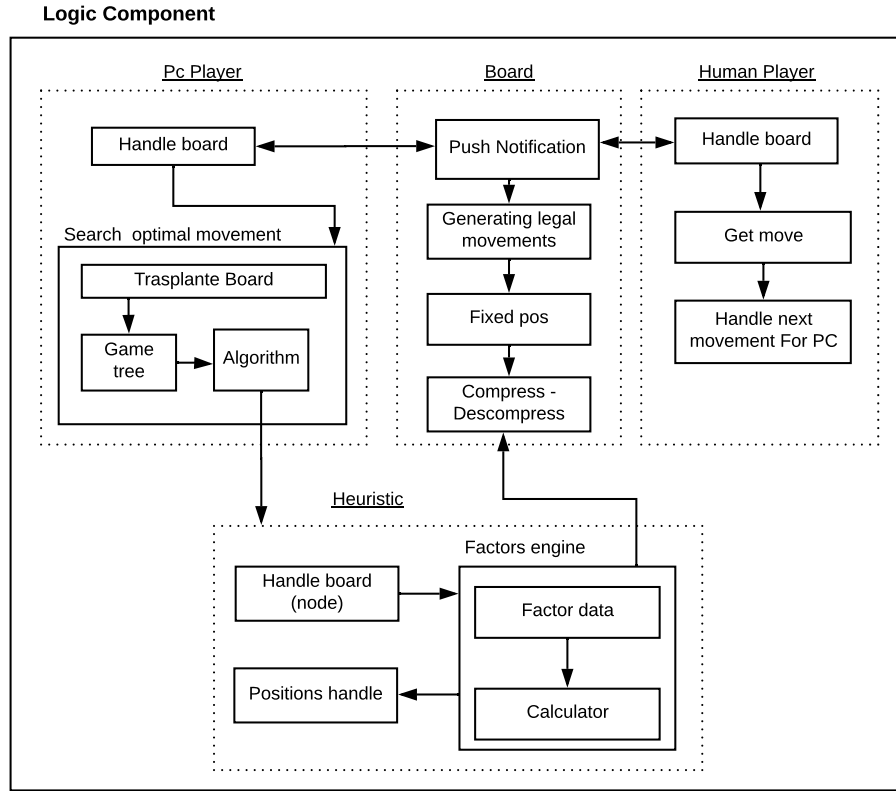 Logic Component
Pc Player
Handle board
Search optimal movement
Trasplante Board
Game
tree
Algorithm
Board
Push Notification
Generating legal
movements
Fixed pos
Compress -
Descompress
Human Player
Handle board
Get move
Handle next
movement For PC
Heuristic
Handle board
(node)
Positions handle
Factors engine
Factor data
Calculator